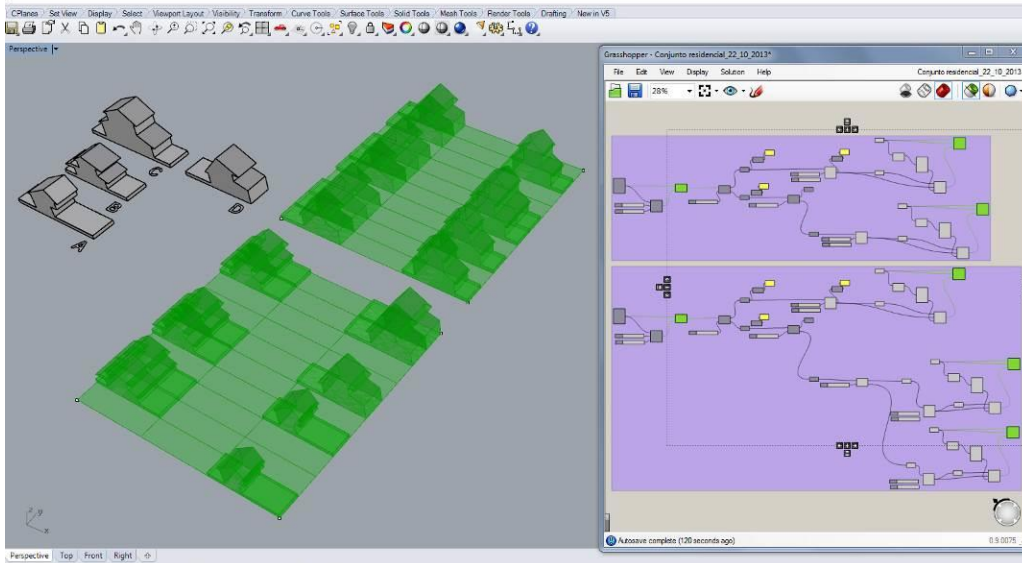 CPlanes Set View Display Select Viewport Layout Visibility Transform Curve Tools Surface Tools Solid Tools Mesh Tools Render Tools Drafting New in V5
Perspective
A
B
C
D
z y x
Perspective Top Front Right
Grasshopper - Conjunto residencial_22_10_2013*
File Edit View Display Solution Help Conjunto residencial_22_10_2013
28%
Autosave complete (120 seconds ago) 0.9.0075